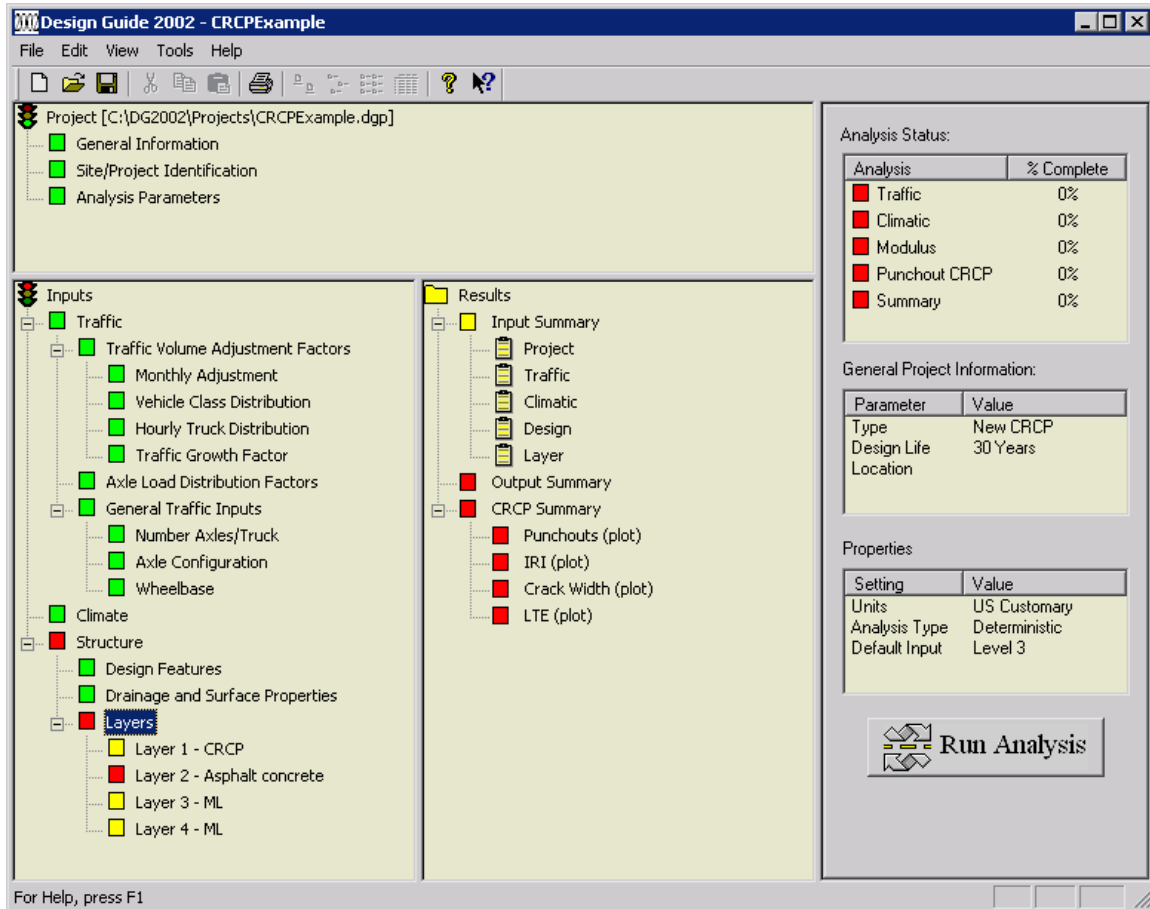 Design Guide 2002 - CRCPExample
File Edit View Tools Help
Project [C:\DG2002\Projects\CRCPExample.dgp]
General Information
Site/Project Identification
Analysis Parameters
Inputs
Traffic
Traffic Volume Adjustment Factors
Monthly Adjustment
Vehicle Class Distribution
Hourly Truck Distribution
Traffic Growth Factor
Axle Load Distribution Factors
General Traffic Inputs
Number Axles/Truck
Axle Configuration
Wheelbase
Climate
Structure
Design Features
Drainage and Surface Properties
Layers
Layer 1 - CRCP
Layer 2 - Asphalt concrete
Layer 3 - ML
Layer 4 - ML
Results
Input Summary
Project
Traffic
Climatic
Design
Layer
Output Summary
CRCP Summary
Punchouts (plot)
IRI (plot)
Crack Width (plot)
LTE (plot)
Analysis Status:
Analysis % Complete
Traffic 0%
Climatic 0%
Modulus 0%
Punchout CRCP 0%
Summary 0%
General Project Information:
Parameter Value
Type New CRCP
Design Life 30 Years
Location
Properties
Setting Value
Units US Customary
Analysis Type Deterministic
Default Input Level 3
Run Analysis
For Help, press F1